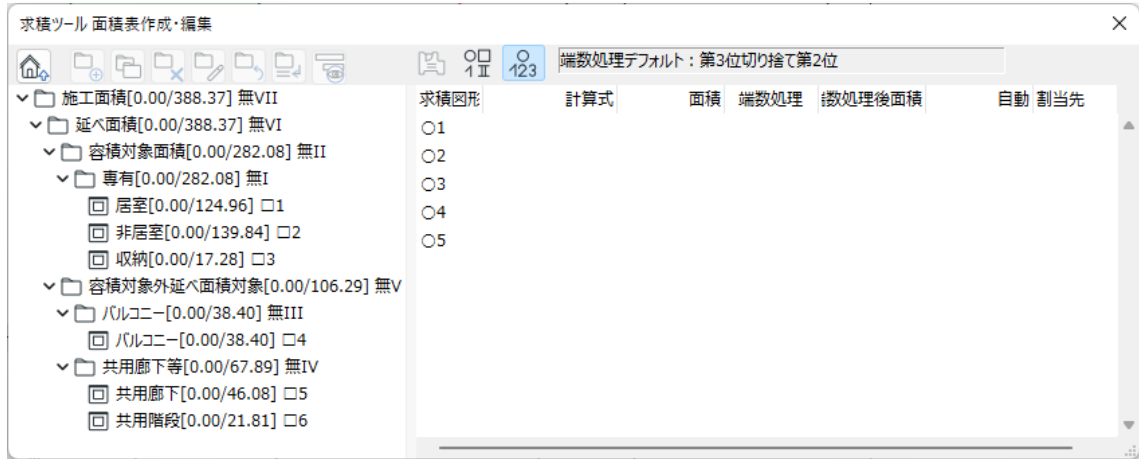 求積ツール 面積表作成・編集
端数処理デフォルト : 第3位切り捨て第2位
施工面積[0.00/388.37] 無VII
延べ面積[0.00/388.37] 無VI
容積対象面積[0.00/282.08] 無II
専有[0.00/282.08] 無I
居室[0.00/124.96] □1
非居室[0.00/139.84] □2
収納[0.00/17.28] □3
容積対象外延べ面積対象[0.00/106.29] 無V
バルコニー[0.00/38.40] 無III
バルコニー[0.00/38.40] □4
共用廊下等[0.00/67.89] 無IV
共用廊下[0.00/46.08] □5
共用階段[0.00/21.81] □6
求積図形 計算式 面積 端数処理 数処理後面積 自動 割当先
○1
○2
○3
○4
○5